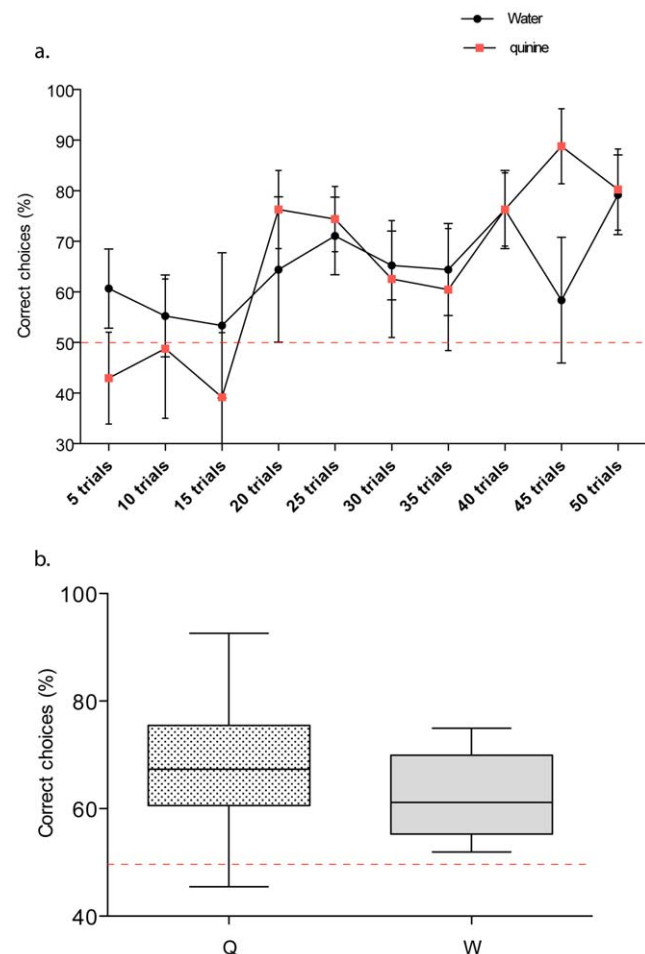 Water
quinine
a.
Correct choices (%)
100
90
80
70
60
50
40
30
5 trials
10 trials
15 trials
20 trials
25 trials
30 trials
35 trials
40 trials
45 trials
50 trials
b.
Correct choices (%)
100
80
60
40
Q
W